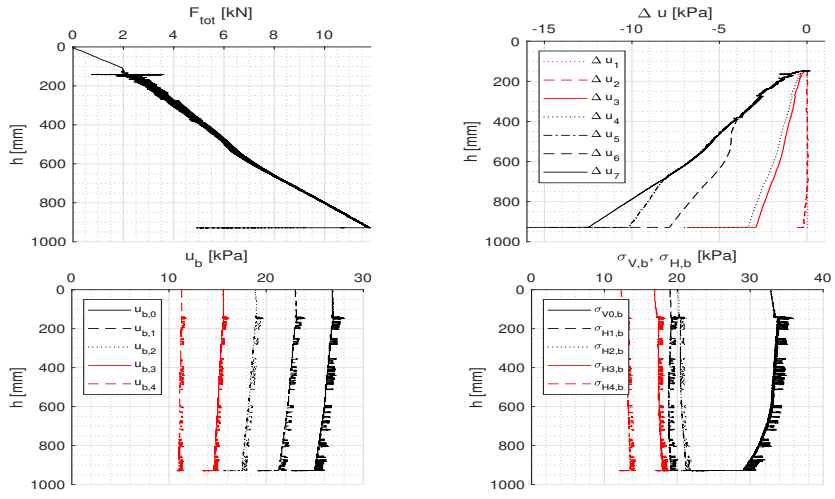 F_tot [kN]
0 2 4 6 8 10
0
200
400
600
800
1000
h [mm]
Δ u [kPa]
-15 -10 -5 0
0
200
400
600
800
1000
h [mm]
Δ u_1
Δ u_2
Δ u_3
Δ u_4
Δ u_5
Δ u_6
Δ u_7
u_b [kPa]
0 10 20 30
0
200
400
600
800
1000
h [mm]
u_b,0
u_b,1
u_b,2
u_b,3
u_b,4
σ_V,b, σ_H,b [kPa]
0 10 20 30 40
0
200
400
600
800
1000
h [mm]
σ_V0,b
σ_H1,b
σ_H2,b
σ_H3,b
σ_H4,b